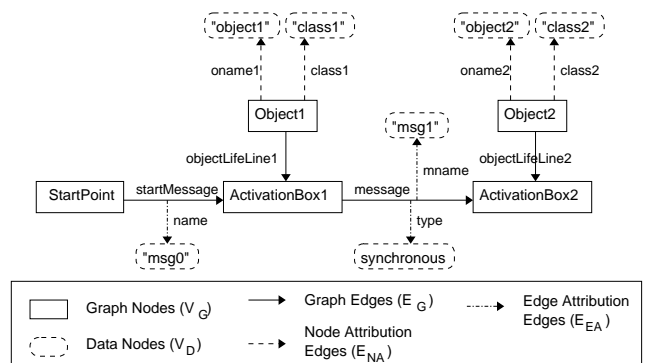 "object1" "class1" "object2" "class2"
oname1 class1 oname2 class2
Object1 "msg1" Object2
objectLifeLine1 mname objectLifeLine2
StartPoint startMessage ActivationBox1 message ActivationBox2
name type
"msg0" synchronous
Graph Nodes (V G) Graph Edges (E G) Edge Attribution
Edges (E EA)
Data Nodes (V D) Node Attribution
Edges (E NA)